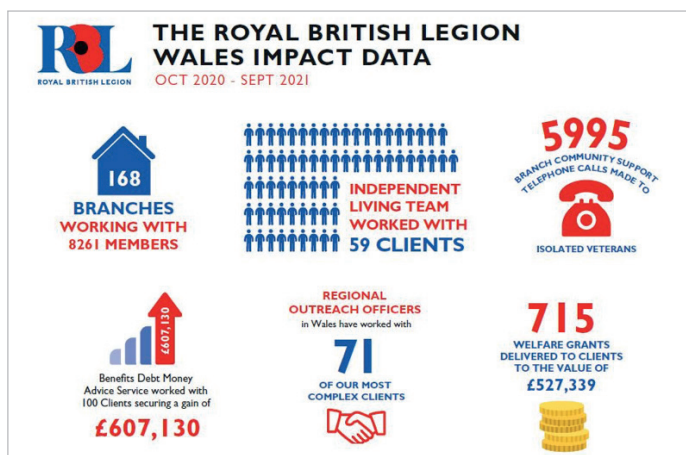 RBL
ROYAL BRITISH LEGION
THE ROYAL BRITISH LEGION
WALES IMPACT DATA
OCT 2020 - SEPT 2021
168
BRANCHES
WORKING WITH
8261 MEMBERS
INDEPENDENT
LIVING TEAM
WORKED WITH
59 CLIENTS
5995
BRANCH COMMUNITY SUPPORT
TELEPHONE CALLS MADE TO
ISOLATED VETERANS
£607,130
Benefits Debt Money
Advice Service worked with
100 Clients securing a gain of
£607,130
REGIONAL
OUTREACH OFFICERS
in Wales have worked with
71
OF OUR MOST
COMPLEX CLIENTS
715
WELFARE GRANTS
DELIVERED TO CLIENTS
TO THE VALUE OF
£527,339